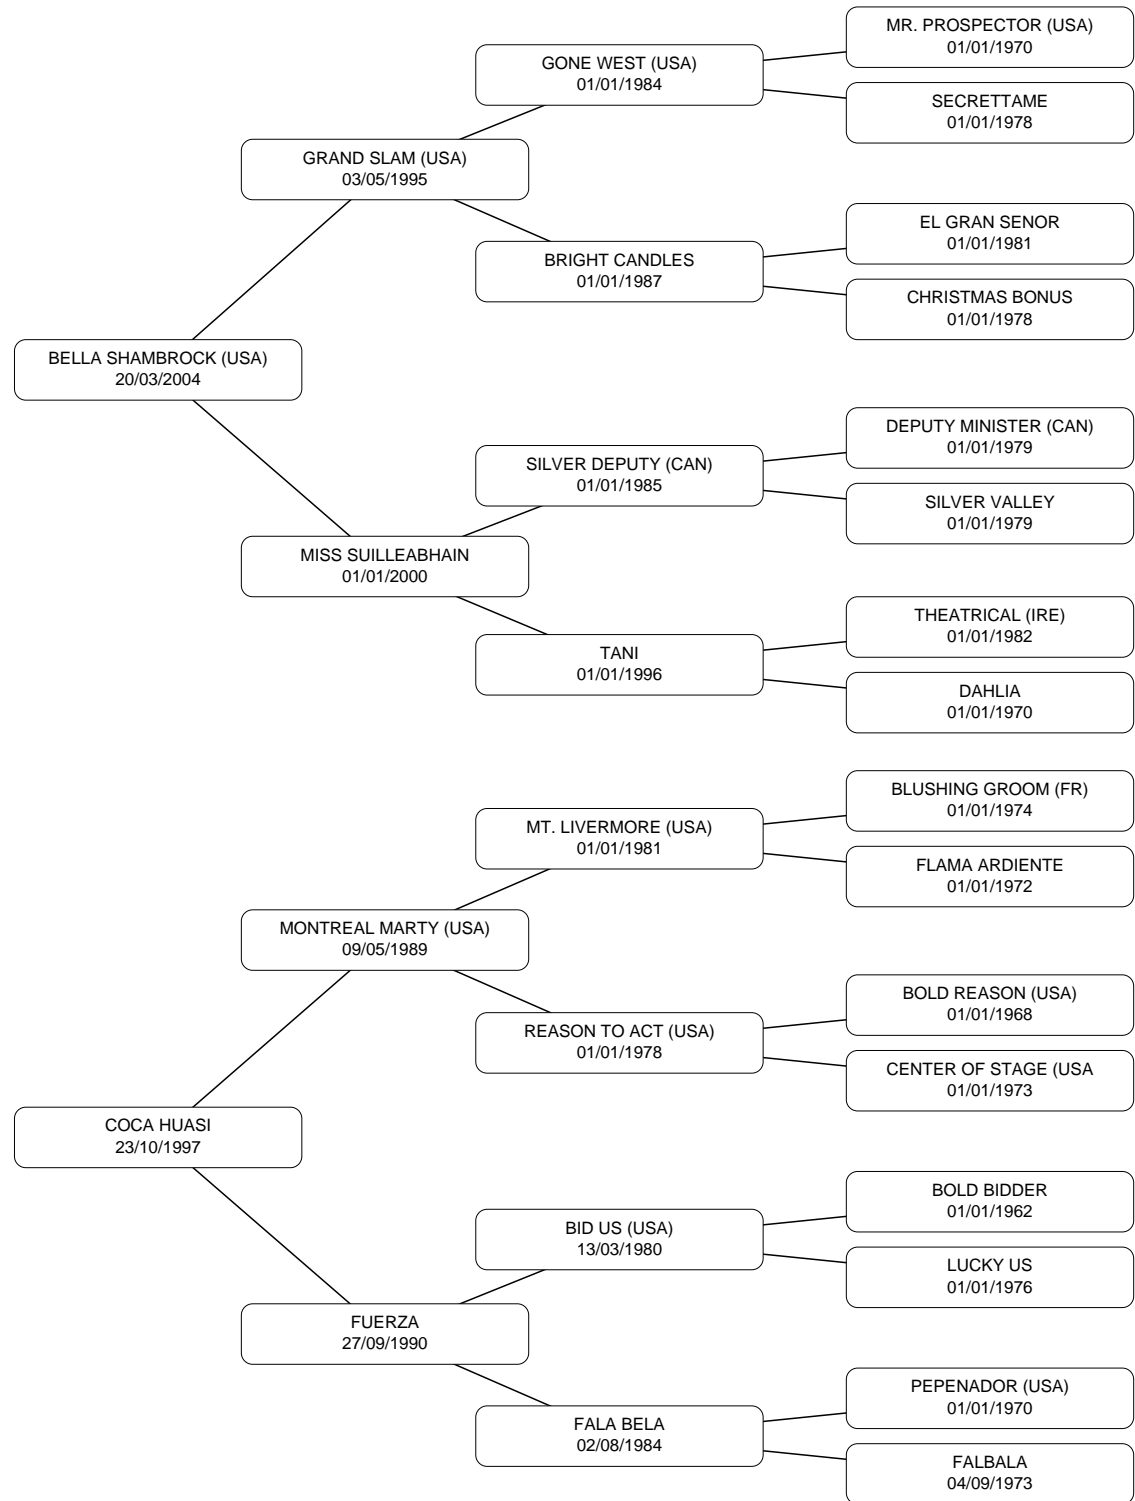 MR. PROSPECTOR (USA)
01/01/1970
GONE WEST (USA)
01/01/1984
SECRETTAME
01/01/1978
GRAND SLAM (USA)
03/05/1995
EL GRAN SENOR
01/01/1981
BRIGHT CANDLES
01/01/1987
CHRISTMAS BONUS
01/01/1978
BELLA SHAMBROCK (USA)
20/03/2004
DEPUTY MINISTER (CAN)
01/01/1979
SILVER DEPUTY (CAN)
01/01/1985
SILVER VALLEY
01/01/1979
MISS SUILLEABHAIN
01/01/2000
THEATRICAL (IRE)
01/01/1982
TANI
01/01/1996
DAHLIA
01/01/1970
BLUSHING GROOM (FR)
01/01/1974
MT. LIVERMORE (USA)
01/01/1981
FLAMA ARDIENTE
01/01/1972
MONTREAL MARTY (USA)
09/05/1989
BOLD REASON (USA)
01/01/1968
REASON TO ACT (USA)
01/01/1978
CENTER OF STAGE (USA
01/01/1973
COCA HUASI
23/10/1997
BOLD BIDDER
01/01/1962
BID US (USA)
13/03/1980
LUCKY US
01/01/1976
FUERZA
27/09/1990
PEPENADOR (USA)
01/01/1970
FALA BELA
02/08/1984
FALBALA
04/09/1973